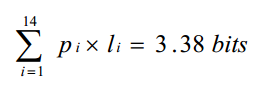 14
∑ pᵢ × lᵢ = 3.38 bits
i=1